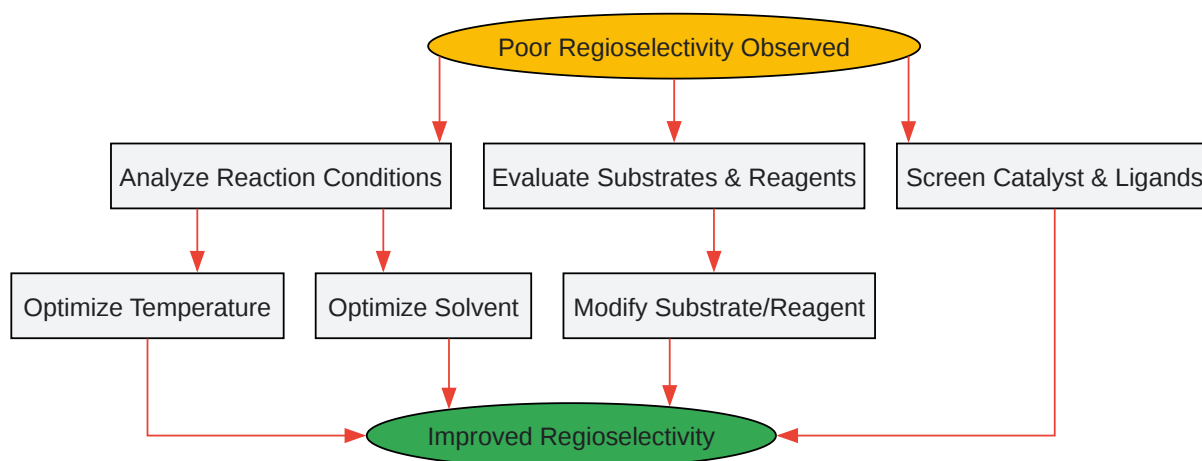 Poor Regioselectivity Observed
Analyze Reaction Conditions
Evaluate Substrates & Reagents
Screen Catalyst & Ligands
Optimize Temperature
Optimize Solvent
Modify Substrate/Reagent
Improved Regioselectivity